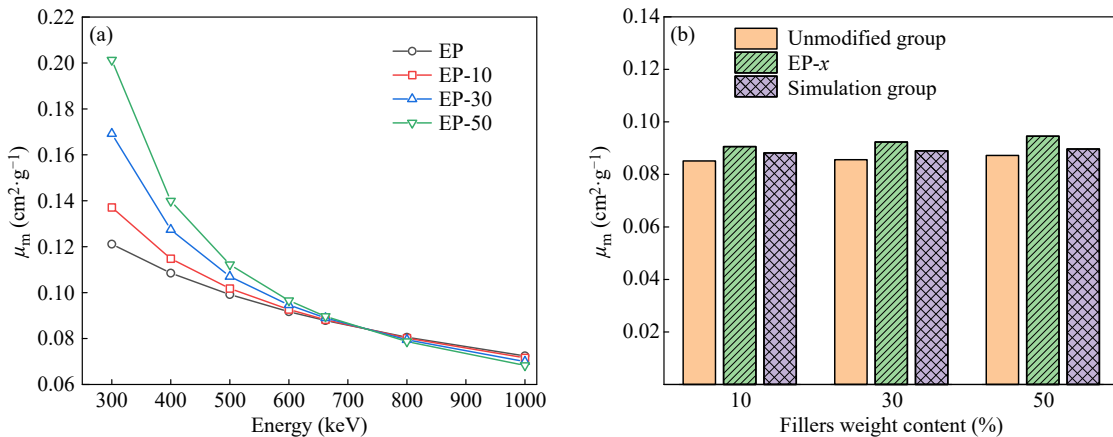 (a)
EP
EP-10
EP-30
EP-50
0.22
0.20
0.18
0.16
0.14
0.12
0.10
0.08
0.06
μm (cm²·g⁻¹)
300 400 500 600 700 800 900 1000
Energy (keV)
(b)
Unmodified group
EP-x
Simulation group
0.14
0.12
0.10
0.08
0.06
0.04
0.02
μm (cm²·g⁻¹)
10 30 50
Fillers weight content (%)